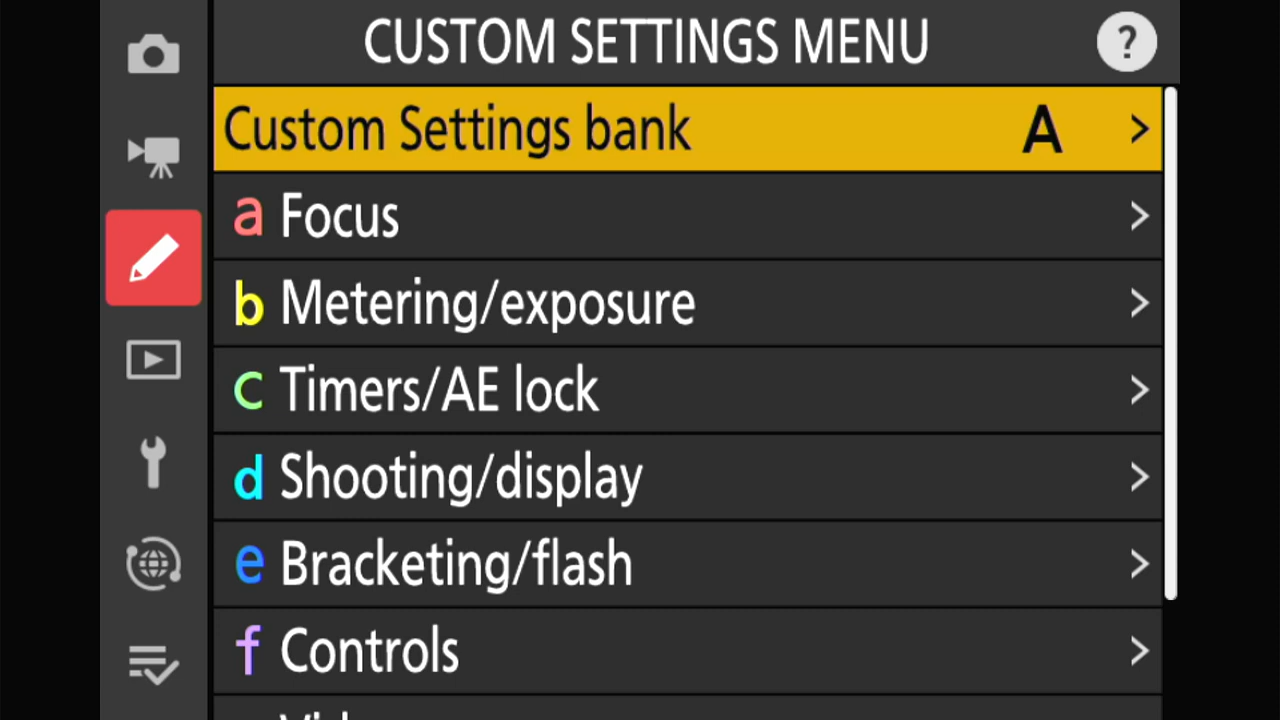 CUSTOM SETTINGS MENU ?
Custom Settings bank A >
a Focus >
b Metering/exposure >
c Timers/AE lock >
d Shooting/display >
e Bracketing/flash >
f Controls >